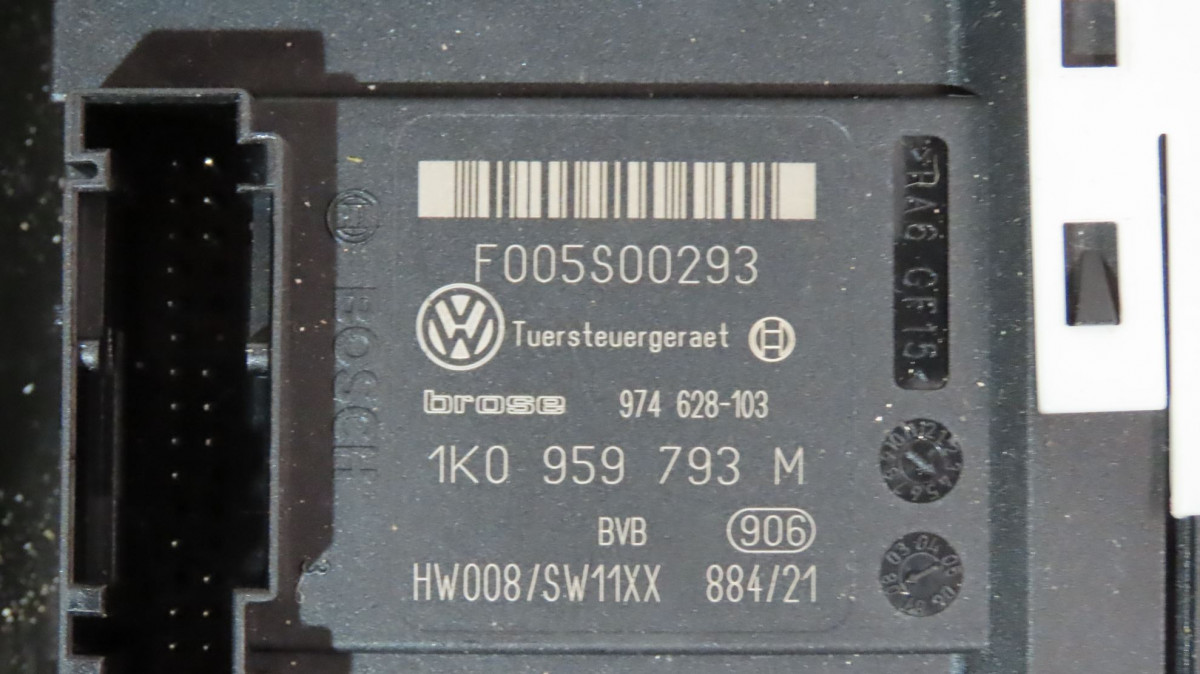 F005S00293
Tuersteuergeraet
brose 974 628-103
1K0 959 793 M
BVB 906
HW008/SW11XX 884/21
BOSCH